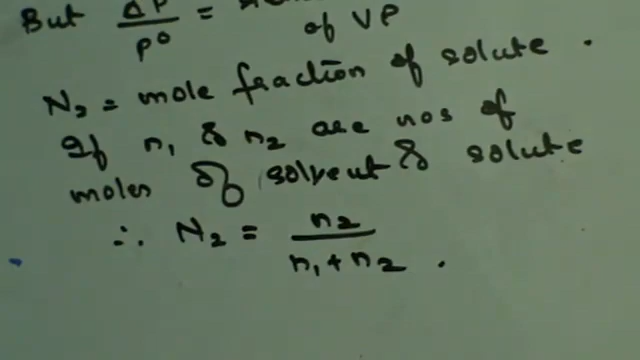 But ΔP/P⁰ =
of VP
N₂ = mole fraction of solute .
If n₁ & n₂ are nos of
moles of solvent & solute
∴ N₂ = n₂/(n₁ + n₂) .